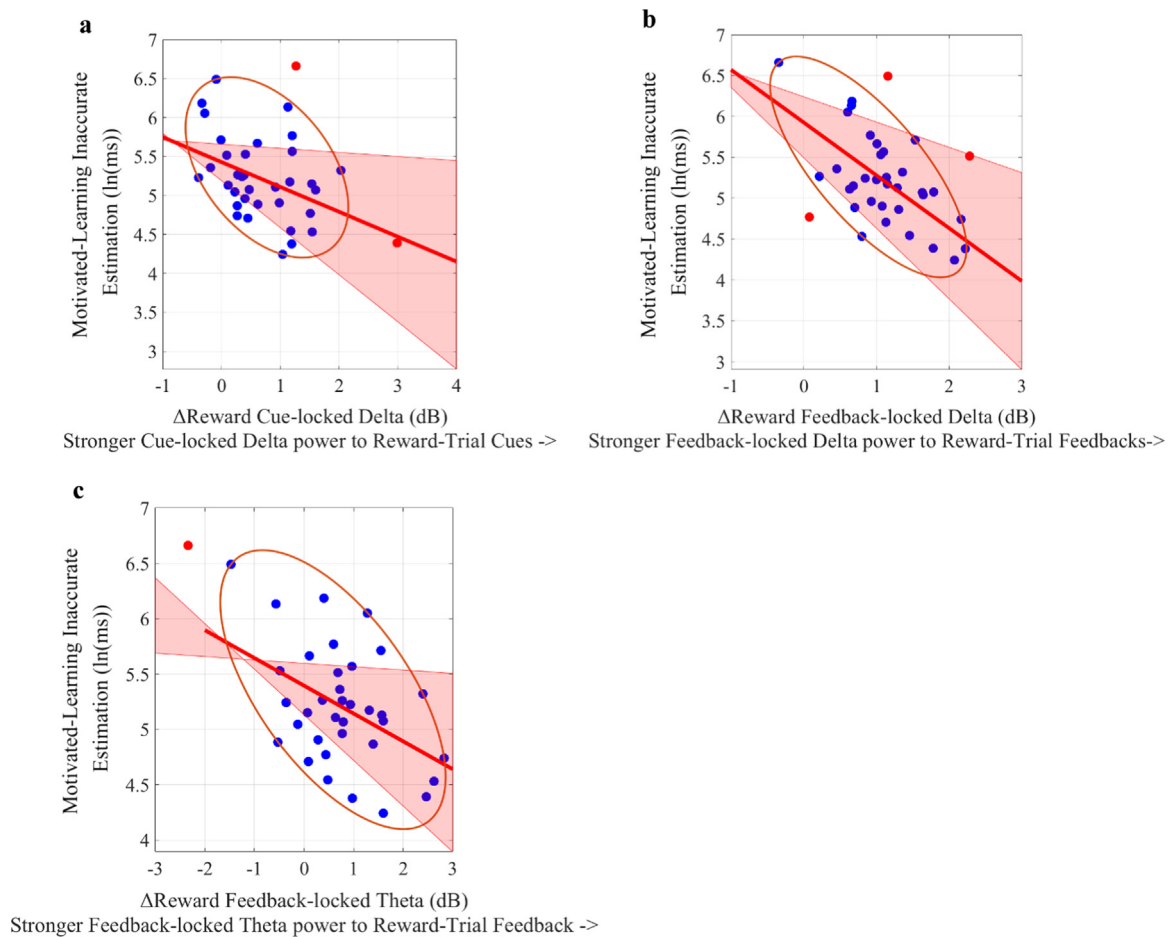 a
Motivated-Learning Inaccurate
Estimation (ln(ms))
7
6.5
6
5.5
5
4.5
4
3.5
3
-1
0
1
2
3
4
ΔReward Cue-locked Delta (dB)
Stronger Cue-locked Delta power to Reward-Trial Cues ->
b
Motivated-Learning Inaccurate
Estimation (ln(ms))
7
6.5
6
5.5
5
4.5
4
3.5
3
-1
0
1
2
3
ΔReward Feedback-locked Delta (dB)
Stronger Feedback-locked Delta power to Reward-Trial Feedbacks->
c
Motivated-Learning Inaccurate
Estimation (ln(ms))
7
6.5
6
5.5
5
4.5
4
-3
-2
-1
0
1
2
3
ΔReward Feedback-locked Theta (dB)
Stronger Feedback-locked Theta power to Reward-Trial Feedback ->